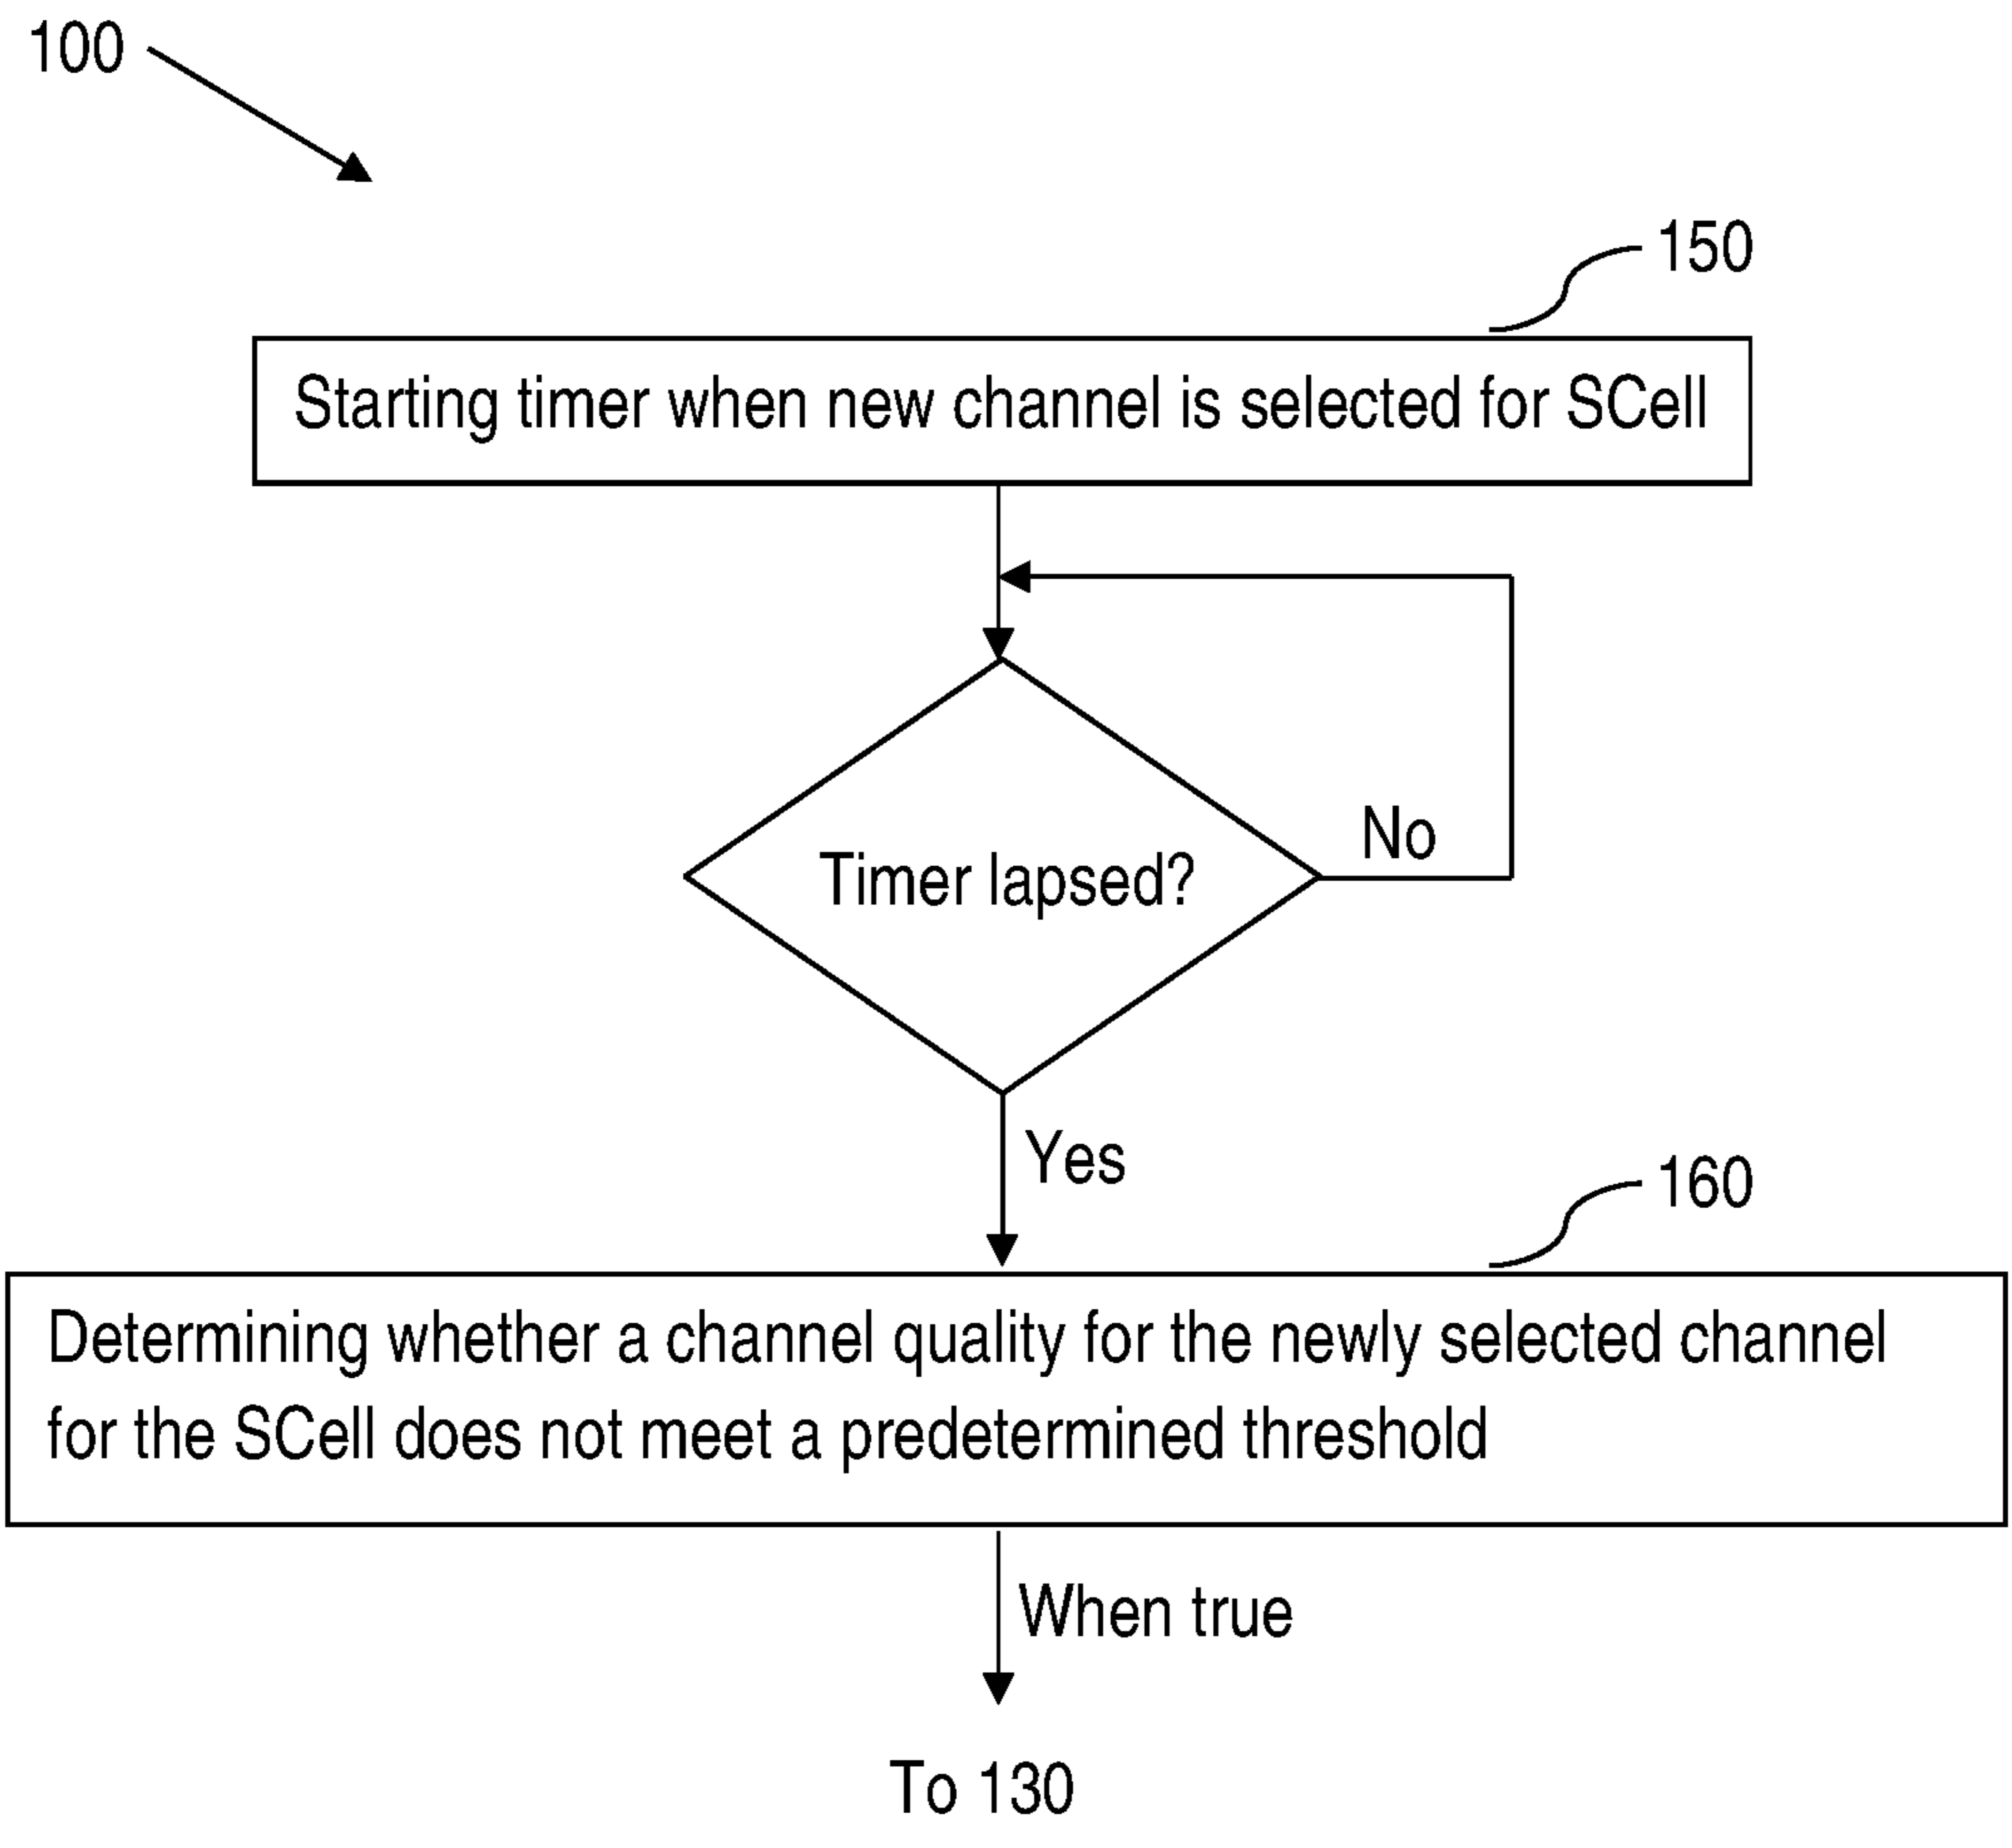 100
150
Starting timer when new channel is selected for SCell
Timer lapsed?
No
Yes
160
Determining whether a channel quality for the newly selected channel
for the SCell does not meet a predetermined threshold
When true
To 130